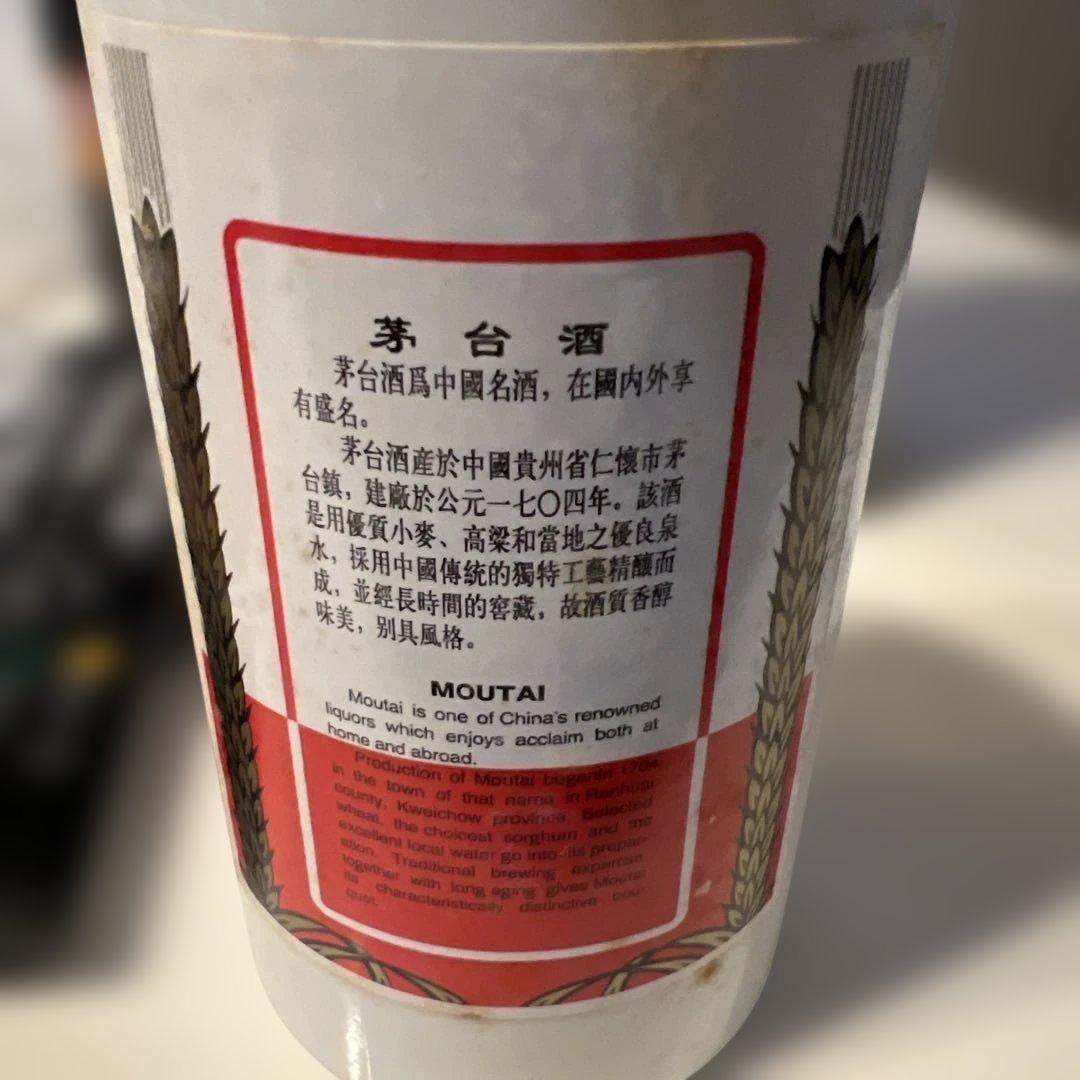 茅台酒
茅台酒爲中國名酒，在國内外享
有盛名。
茅台酒産於中國貴州省仁懷市茅
台鎮，建廠於公元一七〇四年。該酒
是用優質小麥、高粱和當地之優良泉
水，採用中國傳統的獨特工藝精釀而
成，並經長時間的窖藏，故酒質香醇
味美，别具風格。
MOUTAI
Moutai is one of China's renowned
liquors which enjoys acclaim both at
home and abroad.
Production of Moutai 1704
in the town of that name in Renhuai
county, Kweichow province. Selected
wheat, the choicest sorghum and the
excellent local water go into its prepar-
ation. Traditional brewing expertise
together with long aging gives Moutai
its characteristically distinctive bou-
quet.